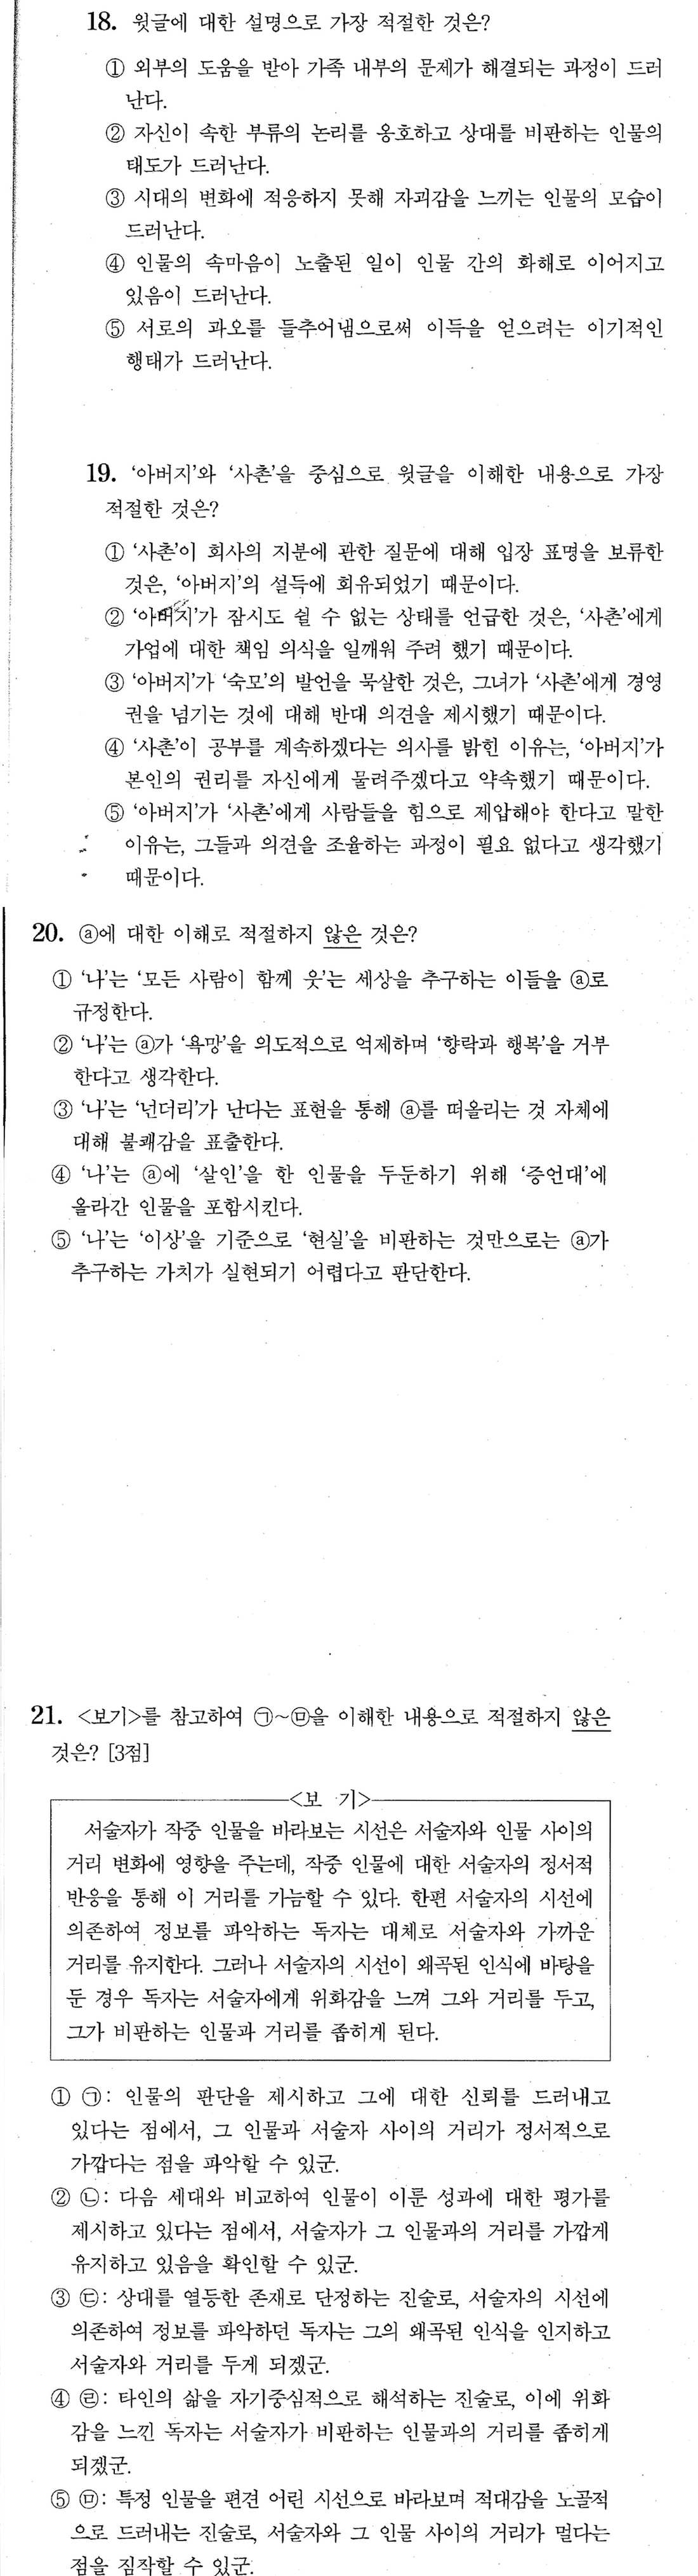 18. 윗글에 대한 설명으로 가장 적절한 것은?
① 외부의 도움을 받아 가족 내부의 문제가 해결되는 과정이 드러
난다.
② 자신이 속한 부류의 논리를 옹호하고 상대를 비판하는 인물의
태도가 드러난다.
③ 시대의 변화에 적응하지 못해 자괴감을 느끼는 인물의 모습이
드러난다.
④ 인물의 속마음이 노출된 일이 인물 간의 화해로 이어지고
있음이 드러난다.
⑤ 서로의 과오를 들추어냄으로써 이득을 얻으려는 이기적인
행태가 드러난다.
19. ‘아버지’와 ‘사촌’을 중심으로 윗글을 이해한 내용으로 가장
적절한 것은?
① ‘사촌’이 회사의 지분에 관한 질문에 대해 입장 표명을 보류한
것은, ‘아버지’의 설득에 회유되었기 때문이다.
② ‘아버지’가 잠시도 쉴 수 없는 상태를 언급한 것은, ‘사촌’에게
가업에 대한 책임 의식을 일깨워 주려 했기 때문이다.
③ ‘아버지’가 ‘숙모’의 발언을 묵살한 것은, 그녀가 ‘사촌’에게 경영
권을 넘기는 것에 대해 반대 의견을 제시했기 때문이다.
④ ‘사촌’이 공부를 계속하겠다는 의사를 밝힌 이유는, ‘아버지’가
본인의 권리를 자신에게 물려주겠다고 약속했기 때문이다.
⑤ ‘아버지’가 ‘사촌’에게 사람들을 힘으로 제압해야 한다고 말한
이유는, 그들과 의견을 조율하는 과정이 필요 없다고 생각했기
때문이다.
20. ⓐ에 대한 이해로 적절하지 않은 것은?
① ‘나’는 ‘모든 사람이 함께 웃’는 세상을 추구하는 이들을 ⓐ로
규정한다.
② ‘나’는 ⓐ가 ‘욕망’을 의도적으로 억제하며 ‘향락과 행복’을 거부
한다고 생각한다.
③ ‘나’는 ‘넌더리’가 난다는 표현을 통해 ⓐ를 떠올리는 것 자체에
대해 불쾌감을 표출한다.
④ ‘나’는 ⓐ에 ‘살인’을 한 인물을 두둔하기 위해 ‘증언대’에
올라간 인물을 포함시킨다.
⑤ ‘나’는 ‘이상’을 기준으로 ‘현실’을 비판하는 것만으로는 ⓐ가
추구하는 가치가 실현되기 어렵다고 판단한다.
21. <보기>를 참고하여 ㉠~㉤을 이해한 내용으로 적절하지 않은
것은? [3점]
<보 기>
서술자가 작중 인물을 바라보는 시선은 서술자와 인물 사이의
거리 변화에 영향을 주는데, 작중 인물에 대한 서술자의 정서적
반응을 통해 이 거리를 가늠할 수 있다. 한편 서술자의 시선에
의존하여 정보를 파악하는 독자는 대체로 서술자와 가까운
거리를 유지한다. 그러나 서술자의 시선이 왜곡된 인식에 바탕을
둔 경우 독자는 서술자에게 위화감을 느껴 그와 거리를 두고,
그가 비판하는 인물과 거리를 좁히게 된다.
① ㉠: 인물의 판단을 제시하고 그에 대한 신뢰를 드러내고
있다는 점에서, 그 인물과 서술자 사이의 거리가 정서적으로
가깝다는 점을 파악할 수 있군.
② ㉡: 다음 세대와 비교하여 인물이 이룬 성과에 대한 평가를
제시하고 있다는 점에서, 서술자가 그 인물과의 거리를 가깝게
유지하고 있음을 확인할 수 있군.
③ ㉢: 상대를 열등한 존재로 단정하는 진술로, 서술자의 시선에
의존하여 정보를 파악하던 독자는 그의 왜곡된 인식을 인지하고
서술자와 거리를 두게 되겠군.
④ ㉣: 타인의 삶을 자기중심적으로 해석하는 진술로, 이에 위화
감을 느낀 독자는 서술자가 비판하는 인물과의 거리를 좁히게
되겠군.
⑤ ㉤: 특정 인물을 편견 어린 시선으로 바라보며 적대감을 노골적
으로 드러내는 진술로, 서술자와 그 인물 사이의 거리가 멀다는
점을 짐작할 수 있군.